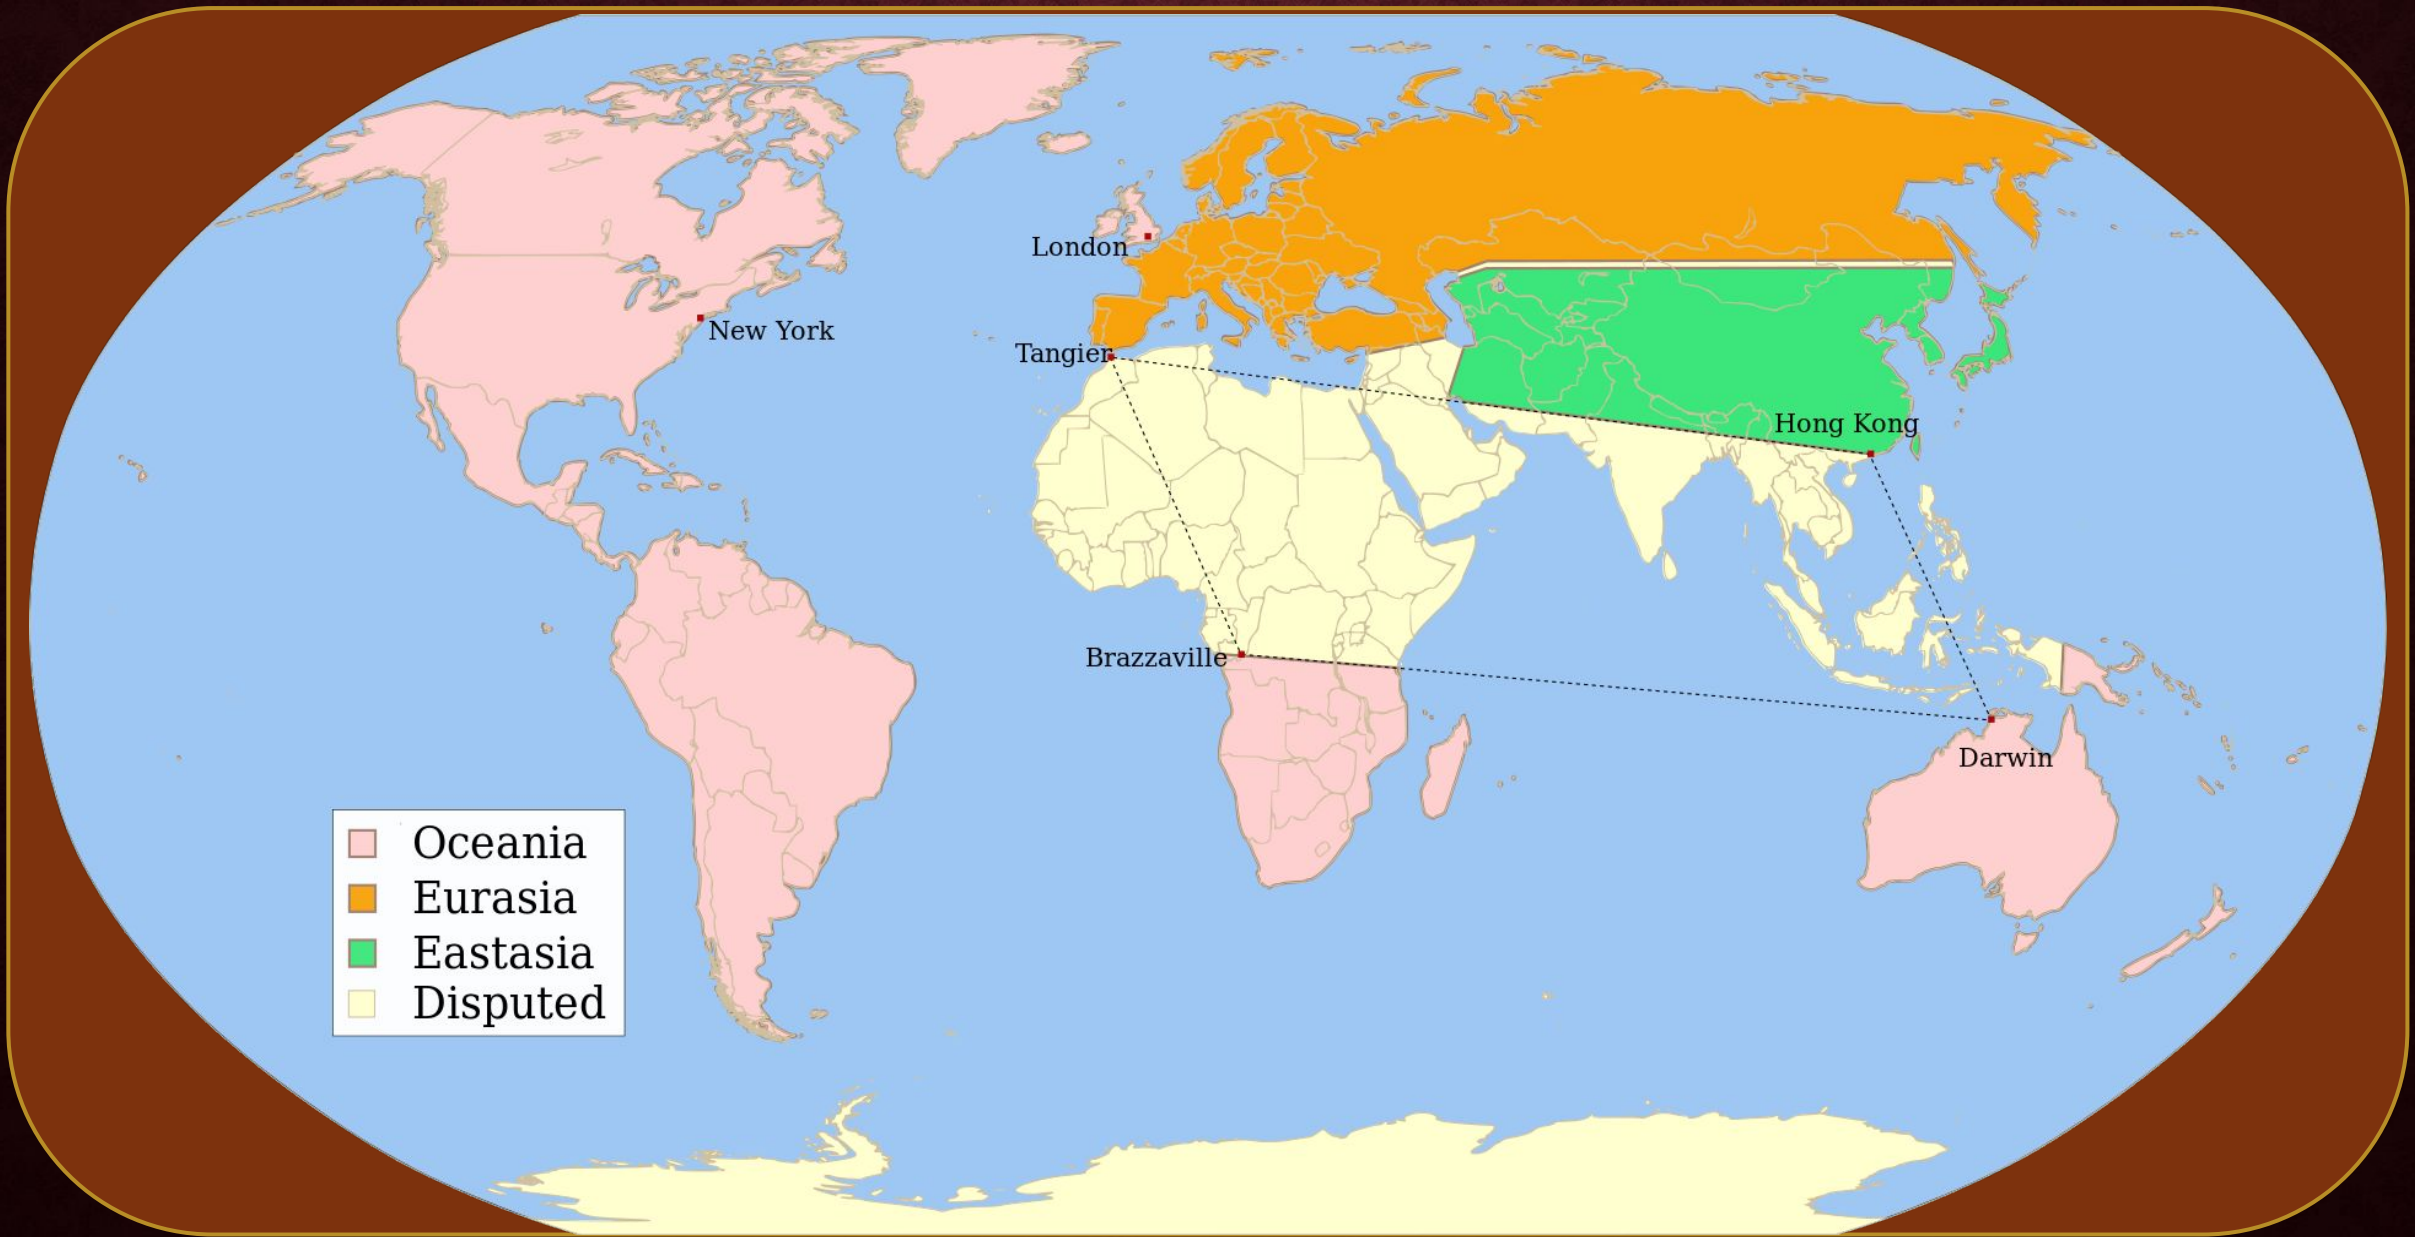 London
New York
Tangier
Hong Kong
Brazzaville
Darwin
Oceania
Eurasia
Eastasia
Disputed